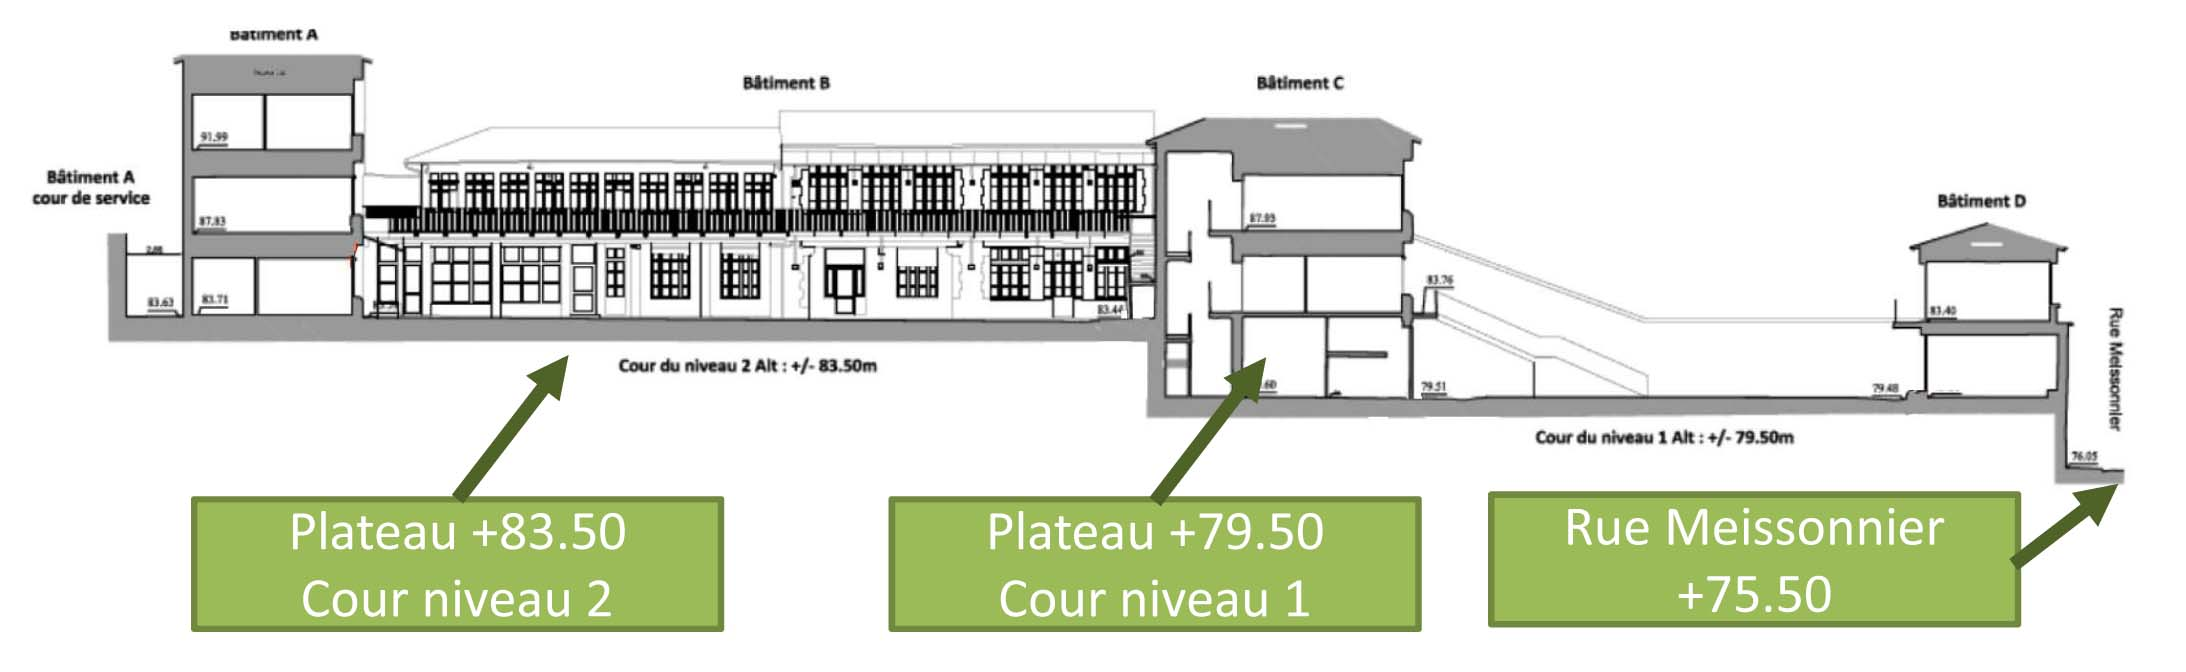 Bâtiment A
Bâtiment B
Bâtiment C
91.99
Bâtiment A
cour de service
87.83
87.93
Bâtiment D
83.63
83.71
83.44
83.76
83.40
Rue Meissonnier
Cour du niveau 2 Alt : +/- 83.50m
79.51
79.48
Cour du niveau 1 Alt : +/- 79.50m
76.05
Plateau +83.50
Cour niveau 2
Plateau +79.50
Cour niveau 1
Rue Meissonnier
+75.50